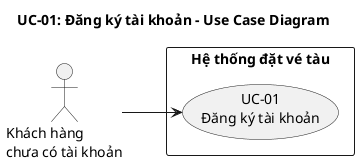 UC-01: Đăng ký tài khoản - Use Case Diagram
Hệ thống đặt vé tàu
UC-01
Đăng ký tài khoản
Khách hàng
chưa có tài khoản